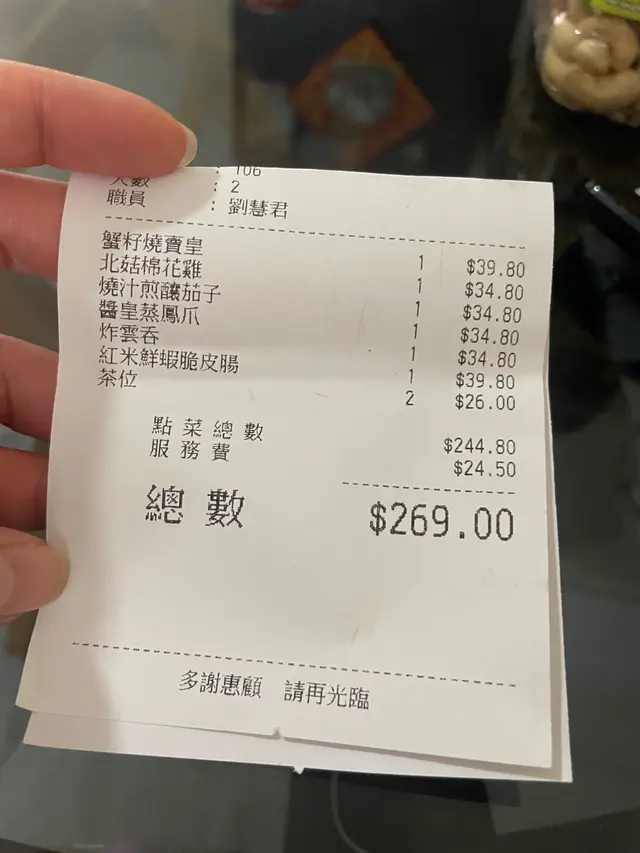 : 106
人數 : 2
職員 : 劉慧君
蟹籽燒賣皇 1 $39.80
北菇棉花雞 1 $34.80
燒汁煎釀茄子 1 $34.80
醬皇蒸鳳爪 1 $34.80
炸雲吞 1 $34.80
紅米鮮蝦脆皮腸 1 $39.80
茶位 2 $26.00
點菜總數 $244.80
服務費 $24.50
總數 $269.00
多謝惠顧 請再光臨